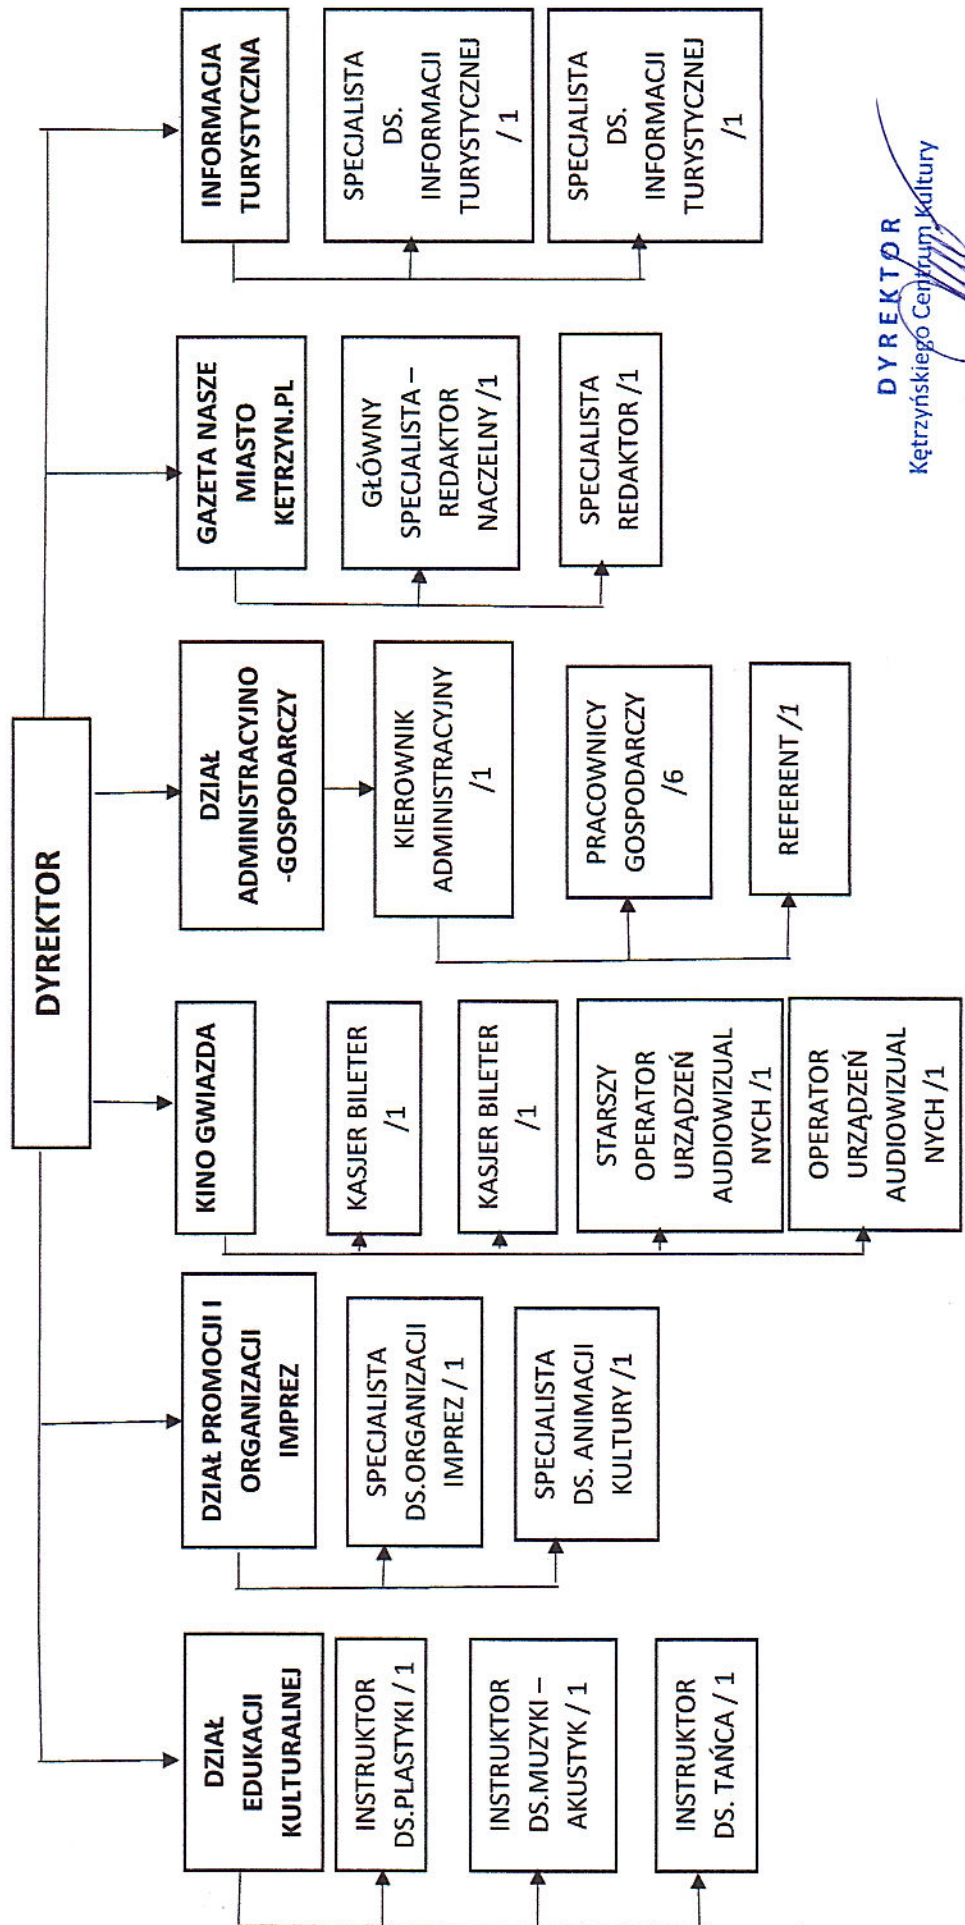 DYREKTOR
DZIAŁ
EDUKACJI
KULTURALNEJ
INSTRUKTOR
DS.PLASTYKI / 1
INSTRUKTOR
DS.MUZYKI –
AKUSTYK / 1
INSTRUKTOR
DS. TAŃCA / 1
DZIAŁ PROMOCJI I
ORGANIZACJI
IMPREZ
SPECJALISTA
DS.ORGANIZACJI
IMPREZ / 1
SPECJALISTA
DS. ANIMACJI
KULTURY /1
KINO GWIAZDA
KASJER BILETER
/1
KASJER BILETER
/1
STARSZY
OPERATOR
URZĄDZEŃ
AUDIOWIZUAL
NYCH /1
OPERATOR
URZĄDZEŃ
AUDIOWIZUAL
NYCH /1
DZIAŁ
ADMINISTRACYJNO
-GOSPODARCZY
KIEROWNIK
ADMINISTRACYJNY
/1
PRACOWNICY
GOSPODARCZY
/6
REFERENT /1
GAZETA NASZE
MIASTO
KĘTRZYN.PL
GŁÓWNY
SPECJALISTA –
REDAKTOR
NACZELNY /1
SPECJALISTA
REDAKTOR /1
INFORMACJA
TURYSTYCZNA
SPECJALISTA
DS.
INFORMACJI
TURYSTYCZNEJ
/ 1
SPECJALISTA
DS.
INFORMACJI
TURYSTYCZNEJ
/1
DYREKTOR
Kętrzyńskiego Centrum Kultury